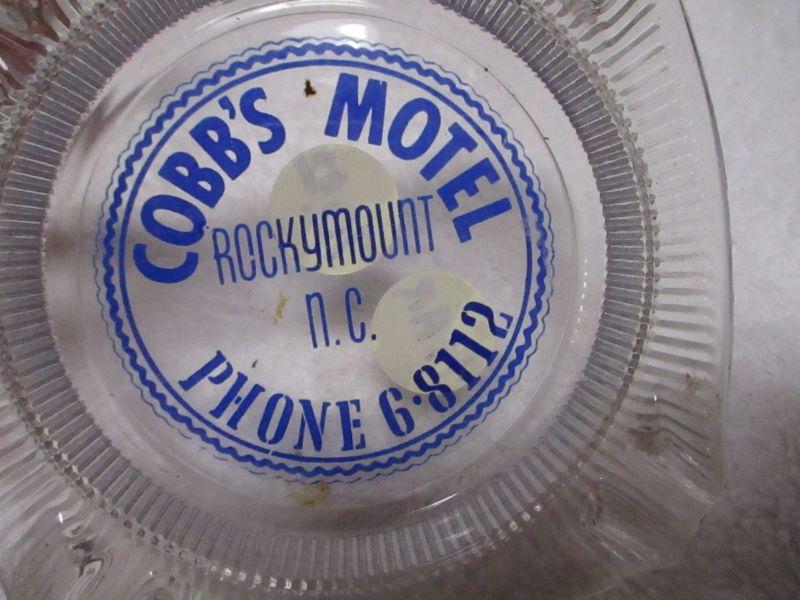 COBB'S MOTEL
ROCKYMOUNT
N.C.
PHONE 6-8112